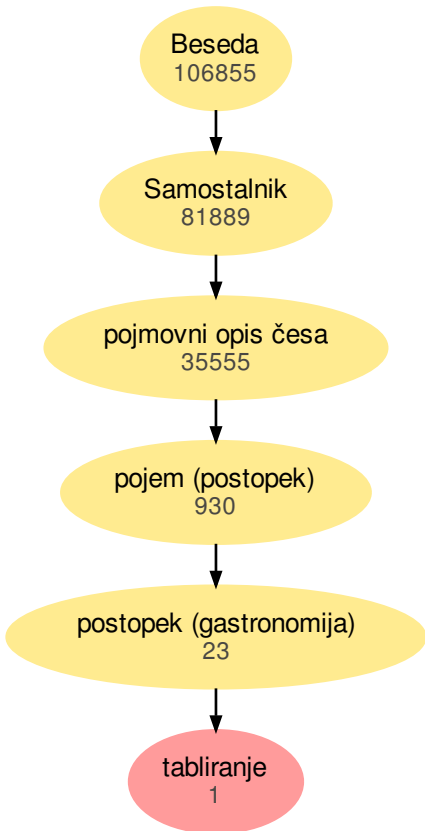 Beseda
106855
Samostalnik
81889
pojmovni opis česa
35555
pojem (postopek)
930
postopek (gastronomija)
23
tabliranje
1